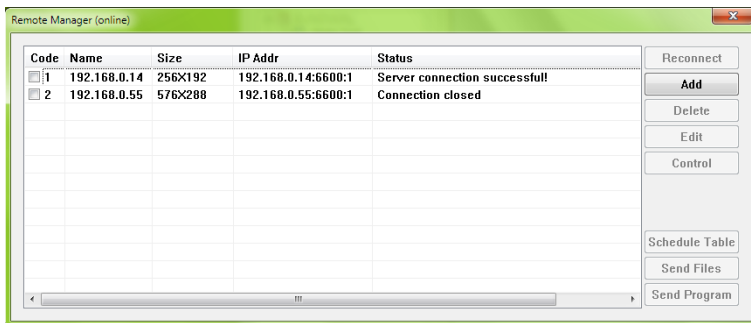 Remote Manager (online)
Code Name Size IP Addr Status
1 192.168.0.14 256X192 192.168.0.14:6600:1 Server connection successful!
2 192.168.0.55 576X288 192.168.0.55:6600:1 Connection closed
Reconnect
Add
Delete
Edit
Control
Schedule Table
Send Files
Send Program